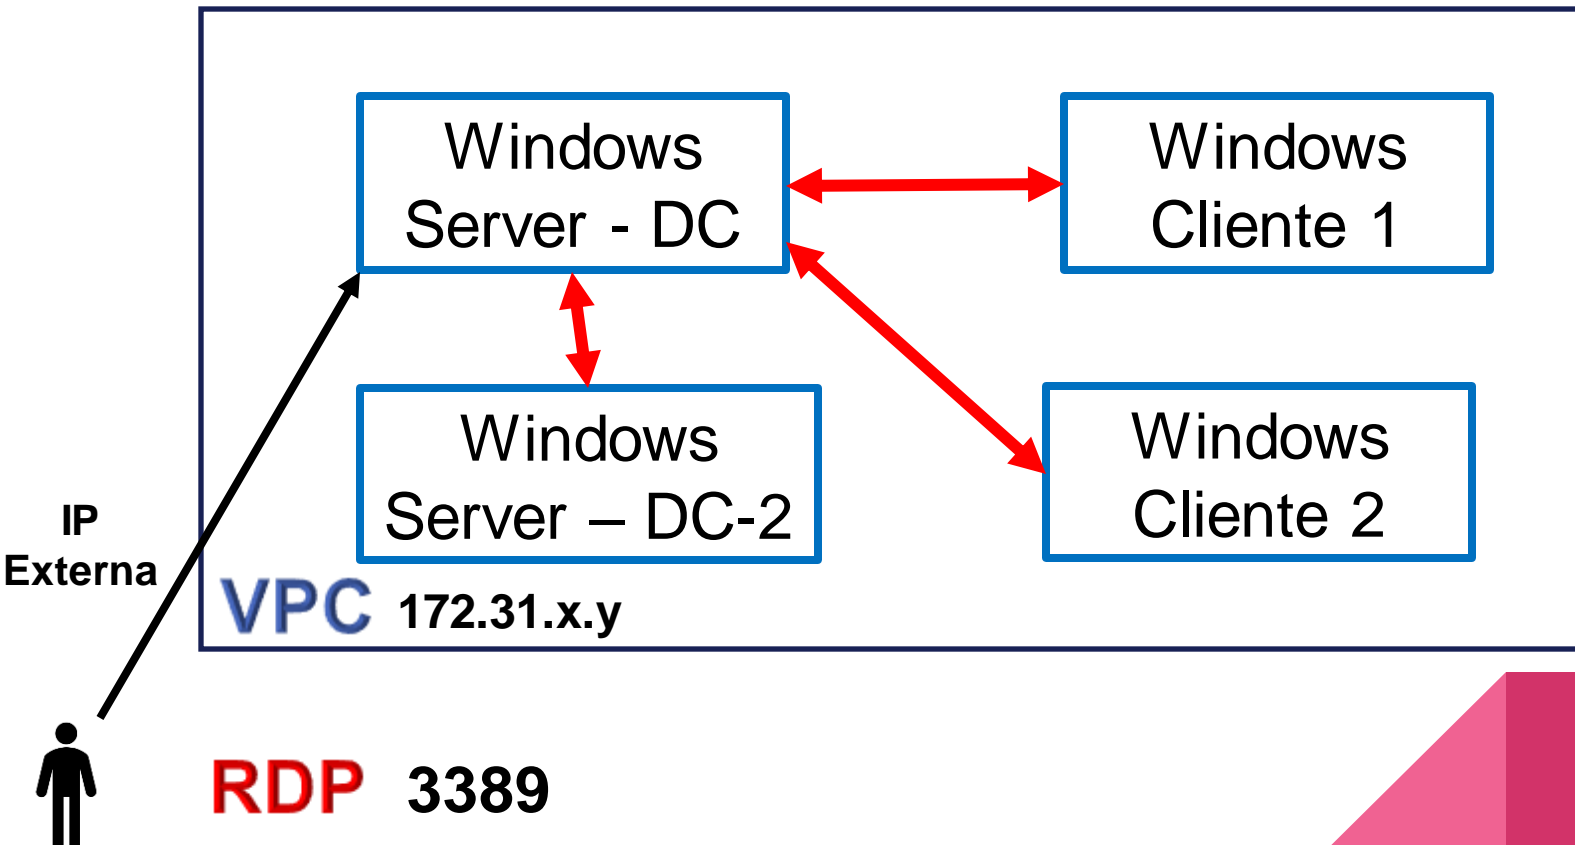 Windows
Server - DC
Windows
Cliente 1
Windows
Server – DC-2
Windows
Cliente 2
IP
Externa
VPC 172.31.x.y
RDP 3389